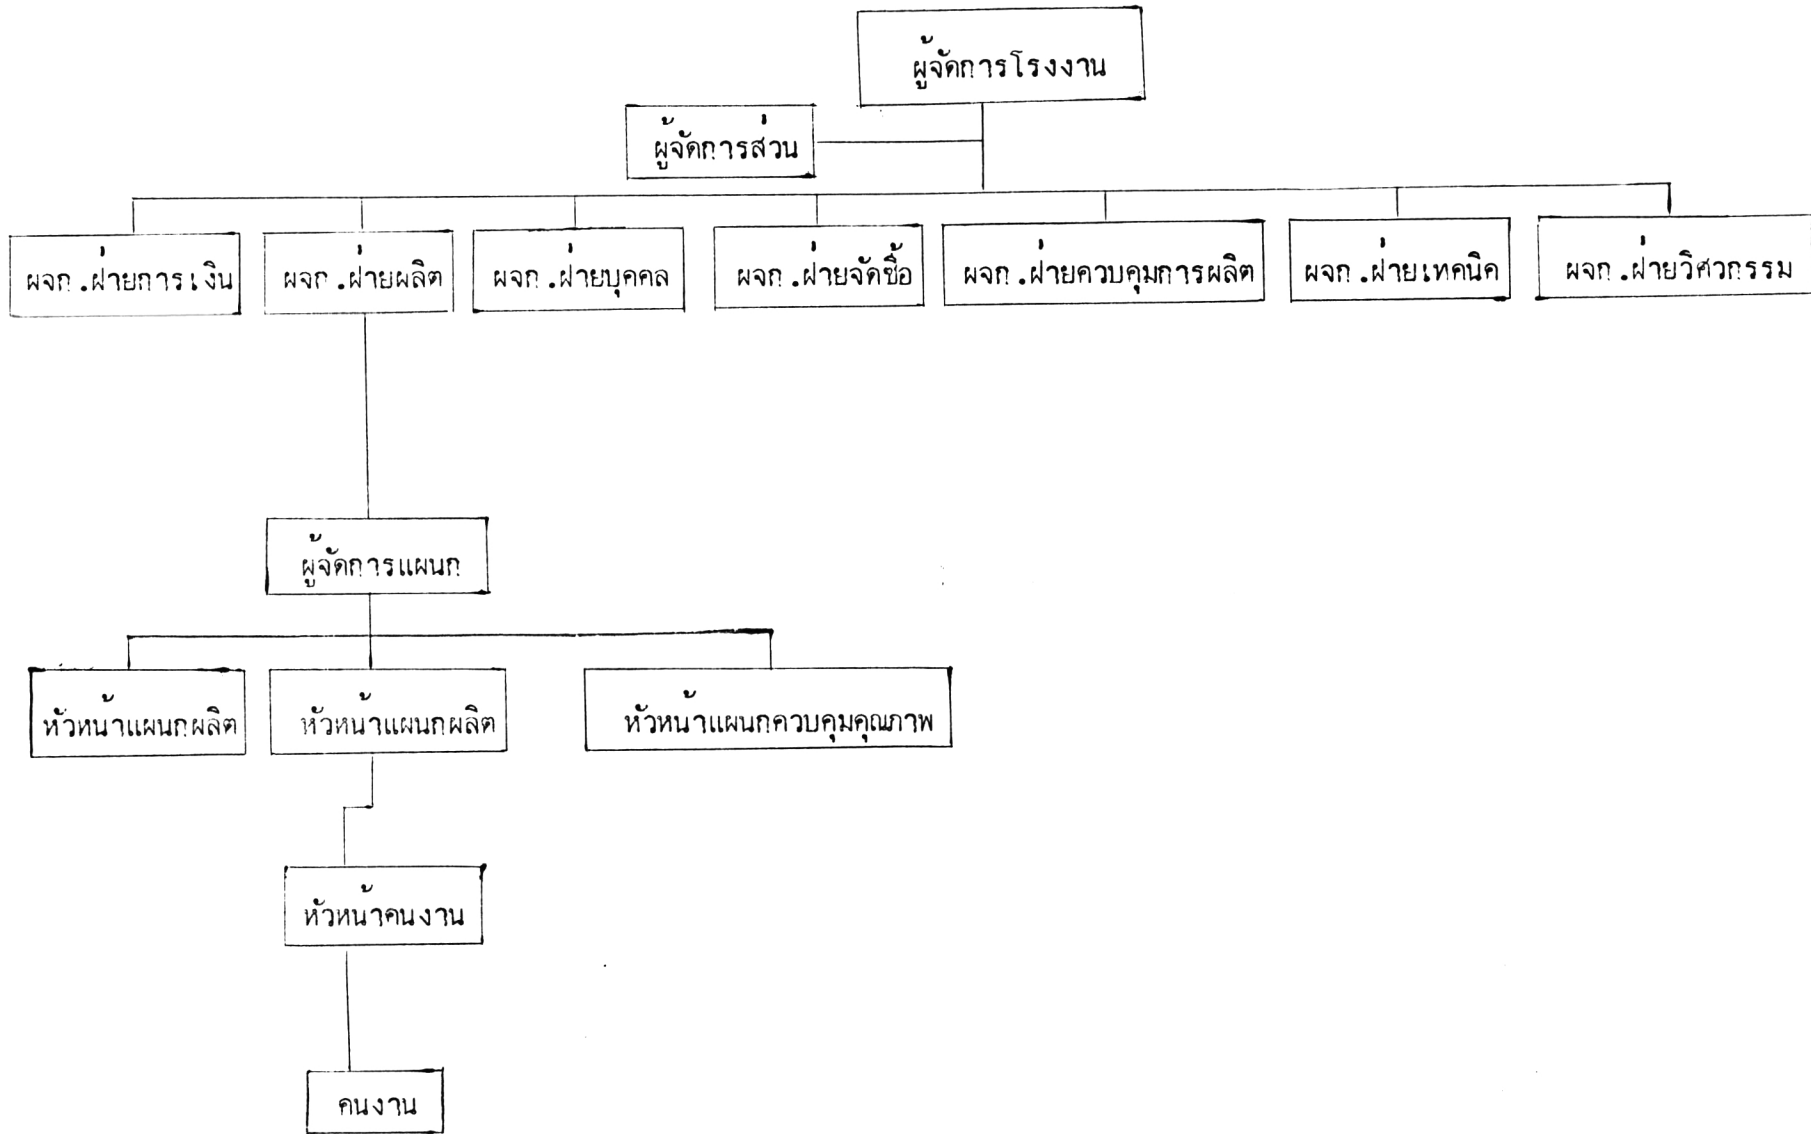 ผู้จัดการโรงงาน
ผู้จัดการส่วน
ผจก.ฝ่ายการเงิน
ผจก.ฝ่ายผลิต
ผจก.ฝ่ายบุคคล
ผจก.ฝ่ายจัดซื้อ
ผจก.ฝ่ายควบคุมการผลิต
ผจก.ฝ่ายเทคนิค
ผจก.ฝ่ายวิศวกรรม
ผู้จัดการแผนก
หัวหน้าแผนกผลิต
หัวหน้าแผนกผลิต
หัวหน้าแผนกควบคุมคุณภาพ
หัวหน้าคนงาน
คนงาน